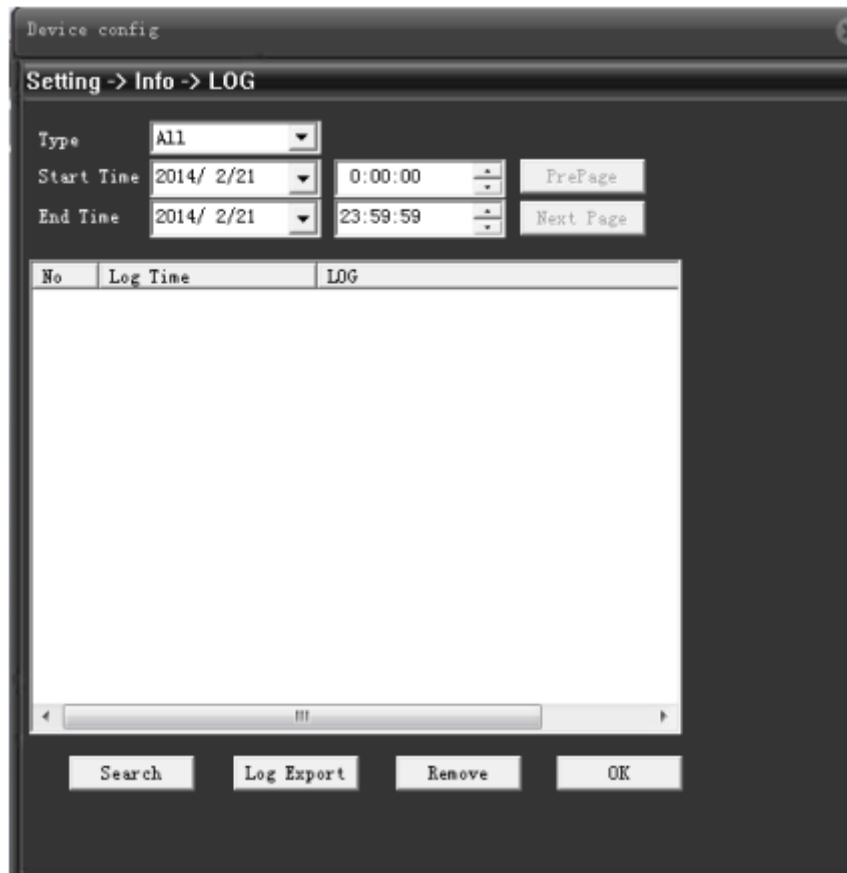 Device config
Setting -> Info -> LOG
Type All
Start Time 2014/ 2/21 0:00:00 PrePage
End Time 2014/ 2/21 23:59:59 Next Page
No Log Time LOG
Search Log Export Remove OK